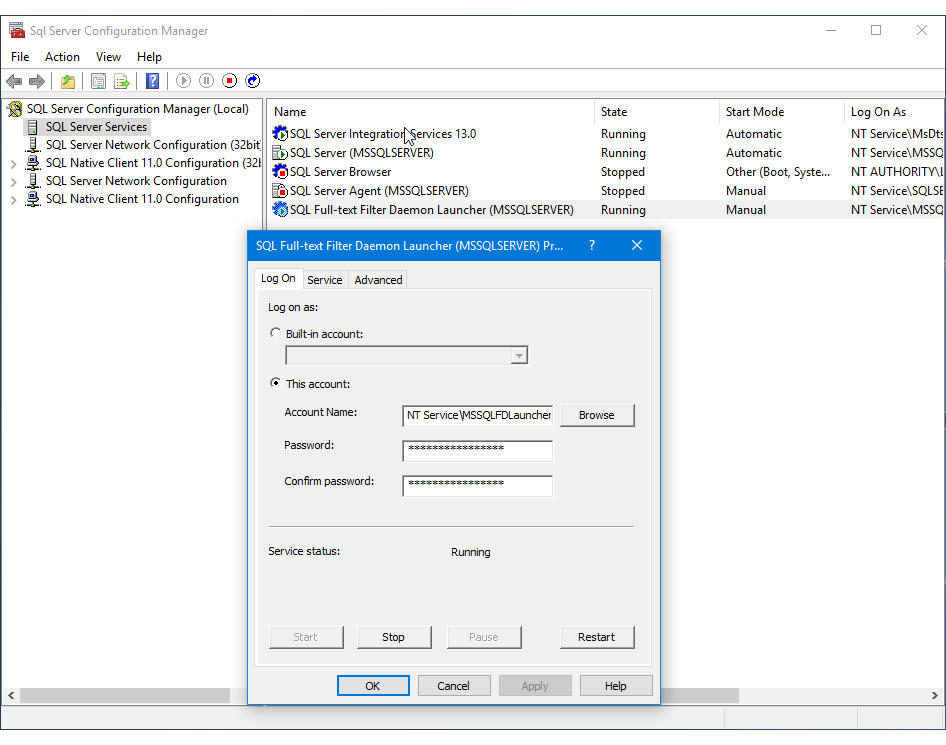 Sql Server Configuration Manager
File Action View Help
SQL Server Configuration Manager (Local)
SQL Server Services
SQL Server Network Configuration (32bit
SQL Native Client 11.0 Configuration (32b
SQL Server Network Configuration
SQL Native Client 11.0 Configuration
Name State Start Mode Log On As
SQL Server Integration Services 13.0 Running Automatic NT Service\MsDts
SQL Server (MSSQLSERVER) Running Automatic NT Service\MSSQ
SQL Server Browser Stopped Other (Boot, Syste... NT AUTHORITY\L
SQL Server Agent (MSSQLSERVER) Stopped Manual NT Service\SQLSE
SQL Full-text Filter Daemon Launcher (MSSQLSERVER) Running Manual NT Service\MSSQ
SQL Full-text Filter Daemon Launcher (MSSQLSERVER) Pr... ?
Log On Service Advanced
Log on as:
Built-in account:
This account:
Account Name: NT Service\MSSQLFDLauncher Browse
Password: ****************
Confirm password: ****************
Service status: Running
Start Stop Pause Restart
OK Cancel Apply Help